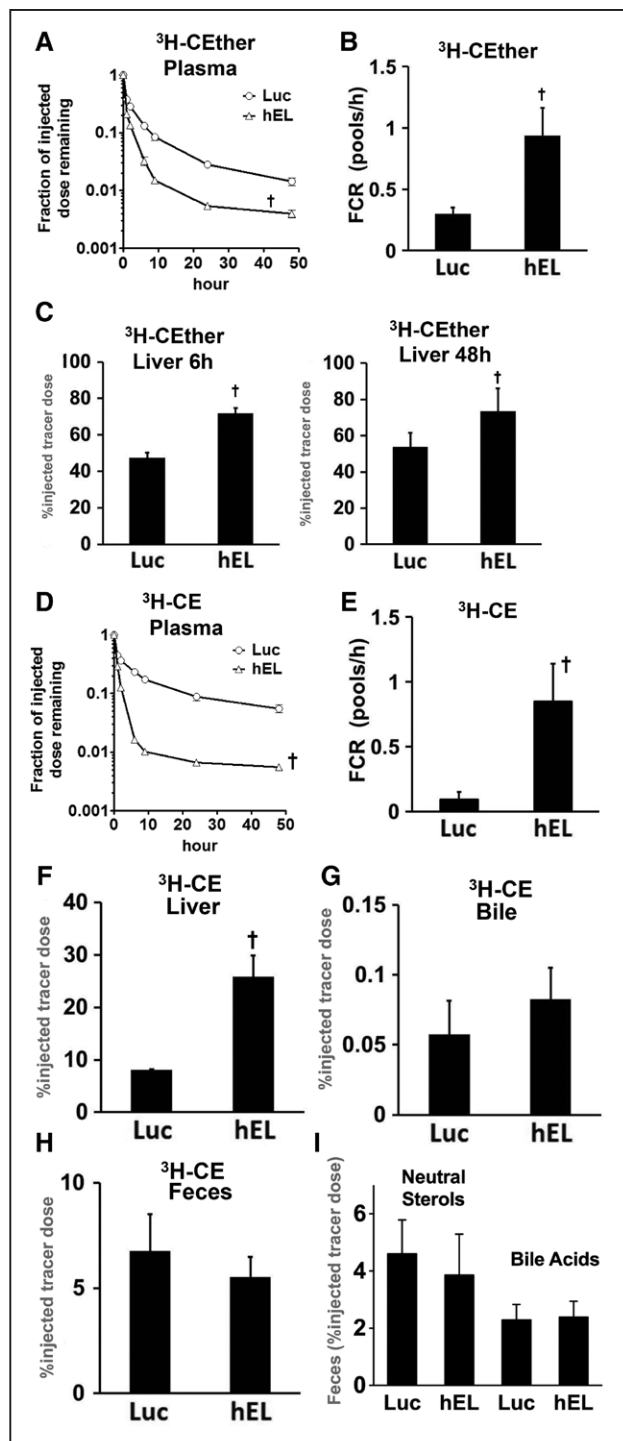 A
³H-CEther
Plasma
Fraction of injected
dose remaining
1
0.1
0.01
0.001
Luc
hEL
†
0 10 20 30 40 50
hour
B
³H-CEther
FCR (pools/h)
1.5
1
0.5
0
†
Luc hEL
C
³H-CEther
Liver 6h
%injected tracer dose
100
80
60
40
20
0
†
Luc hEL
³H-CEther
Liver 48h
%injected tracer dose
100
80
60
40
20
0
†
Luc hEL
D
³H-CE
Plasma
Fraction of injected
dose remaining
1
0.1
0.01
0.001
Luc
hEL
†
0 10 20 30 40 50
hour
E
³H-CE
FCR (pools/h)
1.5
1
0.5
0
†
Luc hEL
F
³H-CE
Liver
%injected tracer dose
40
30
20
10
0
†
Luc hEL
G
³H-CE
Bile
%injected tracer dose
0.15
0.1
0.05
0
Luc hEL
H
³H-CE
Feces
%injected tracer dose
10
5
0
Luc hEL
I
Neutral
Sterols
Bile Acids
Feces (%injected tracer dose)
6
4
2
0
Luc hEL Luc hEL